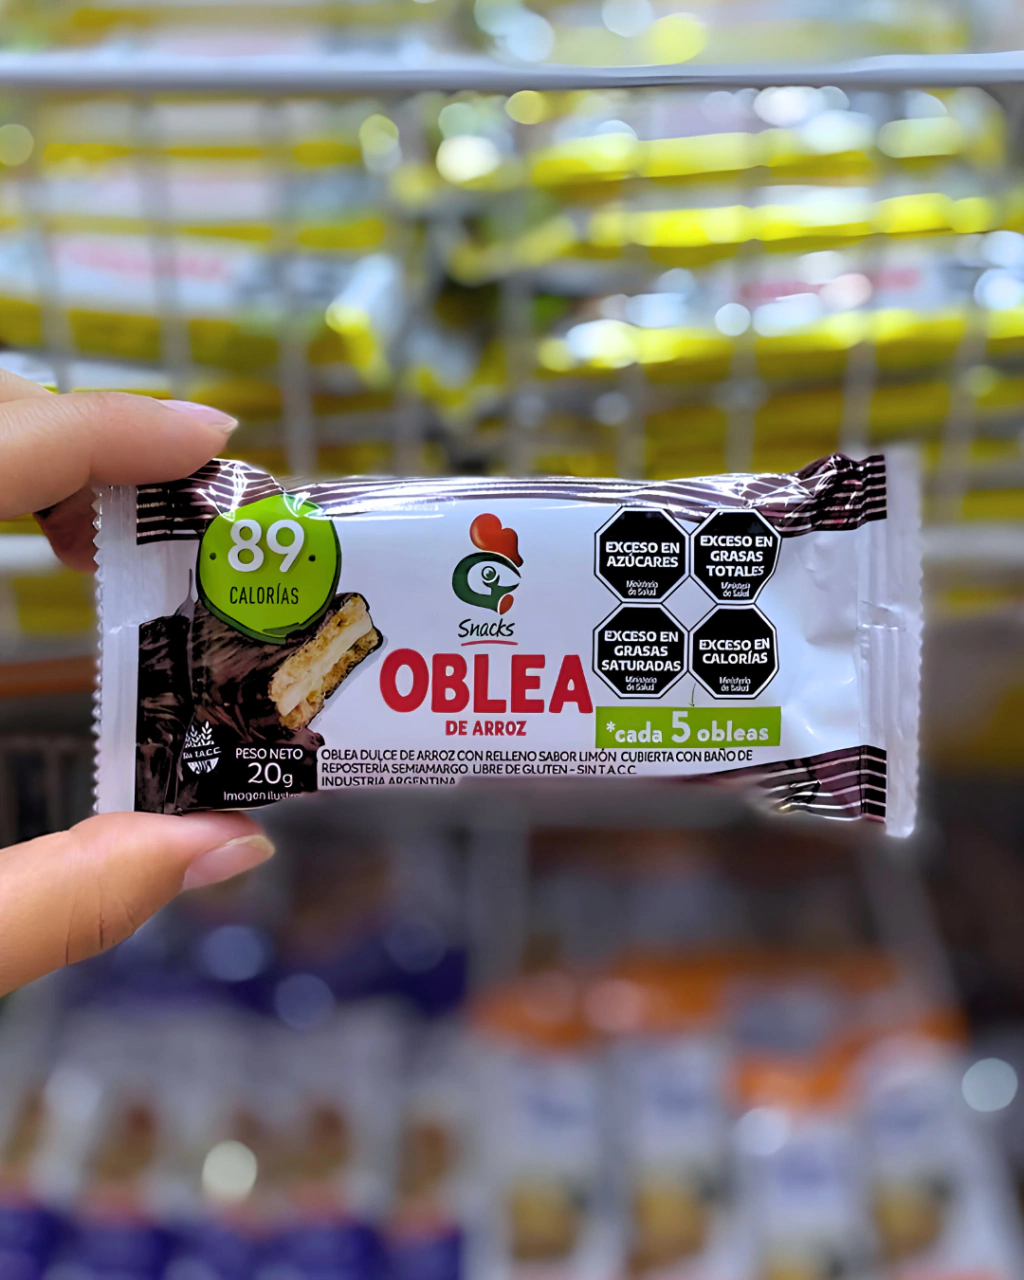 89
CALORÍAS
Snacks
OBLEA
DE ARROZ
EXCESO EN
AZÚCARES
Ministerio
de Salud
EXCESO EN
GRASAS
TOTALES
Ministerio
de Salud
EXCESO EN
GRASAS
SATURADAS
Ministerio
de Salud
EXCESO EN
CALORÍAS
Ministerio
de Salud
*cada 5 obleas
Sin T.A.C.C.
PESO NETO
20g
Imagen
OBLEA DULCE DE ARROZ CON RELLENO SABOR LIMÓN CUBIERTA CON BAÑO DE
REPOSTERÍA SEMIAMARGO LIBRE DE GLUTEN - SIN T.A.C.C.
INDUSTRIA ARGENTINA